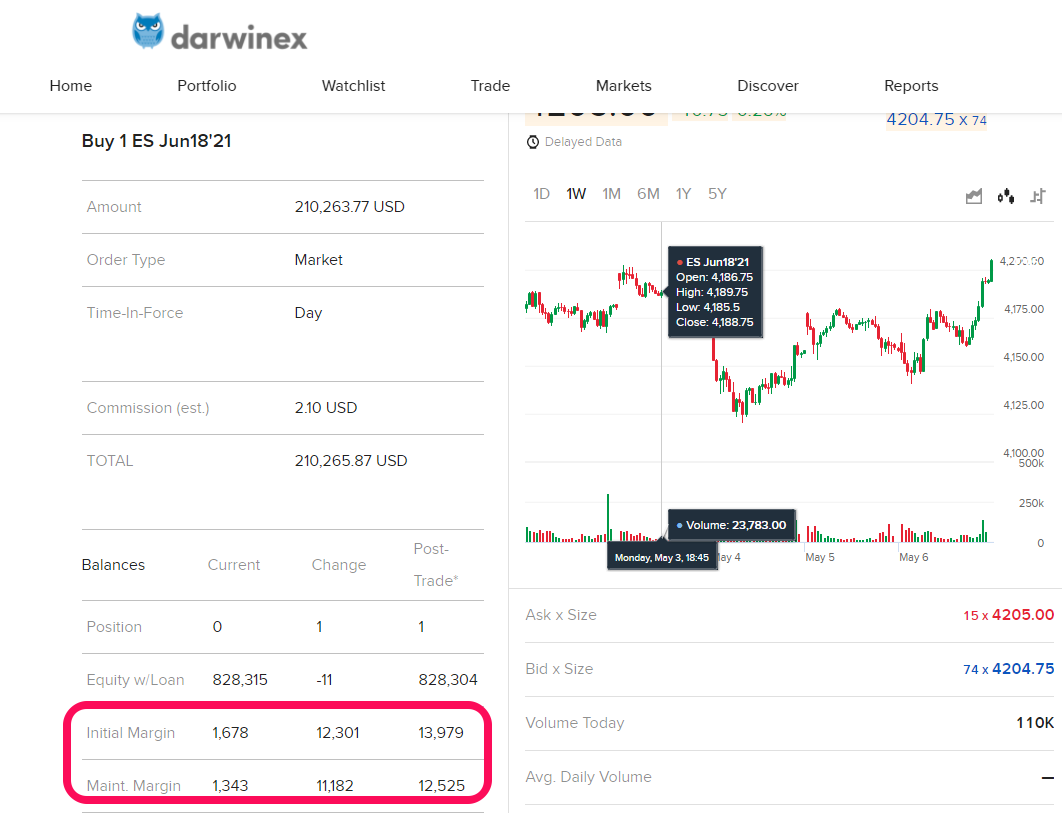 darwinex
Home Portfolio Watchlist Trade Markets Discover Reports
Buy 1 ES Jun18'21
Amount 210,263.77 USD
Order Type Market
Time-In-Force Day
Commission (est.) 2.10 USD
TOTAL 210,265.87 USD
Balances Current Change Post-
Trade*
Position 0 1 1
Equity w/Loan 828,315 -11 828,304
Initial Margin 1,678 12,301 13,979
Maint. Margin 1,343 11,182 12,525
4204.75 X 74
Delayed Data
1D 1W 1M 6M 1Y 5Y
ES Jun18'21
Open: 4,186.75
High: 4,189.75
Low: 4,185.5
Close: 4,188.75
4,175.00
4,150.00
4,125.00
4,100.00
500k
250k
0
Volume: 23,783.00
Monday, May 3, 18:45
May 4 May 5 May 6
Ask x Size 15 x 4205.00
Bid x Size 74 x 4204.75
Volume Today 110K
Avg. Daily Volume –